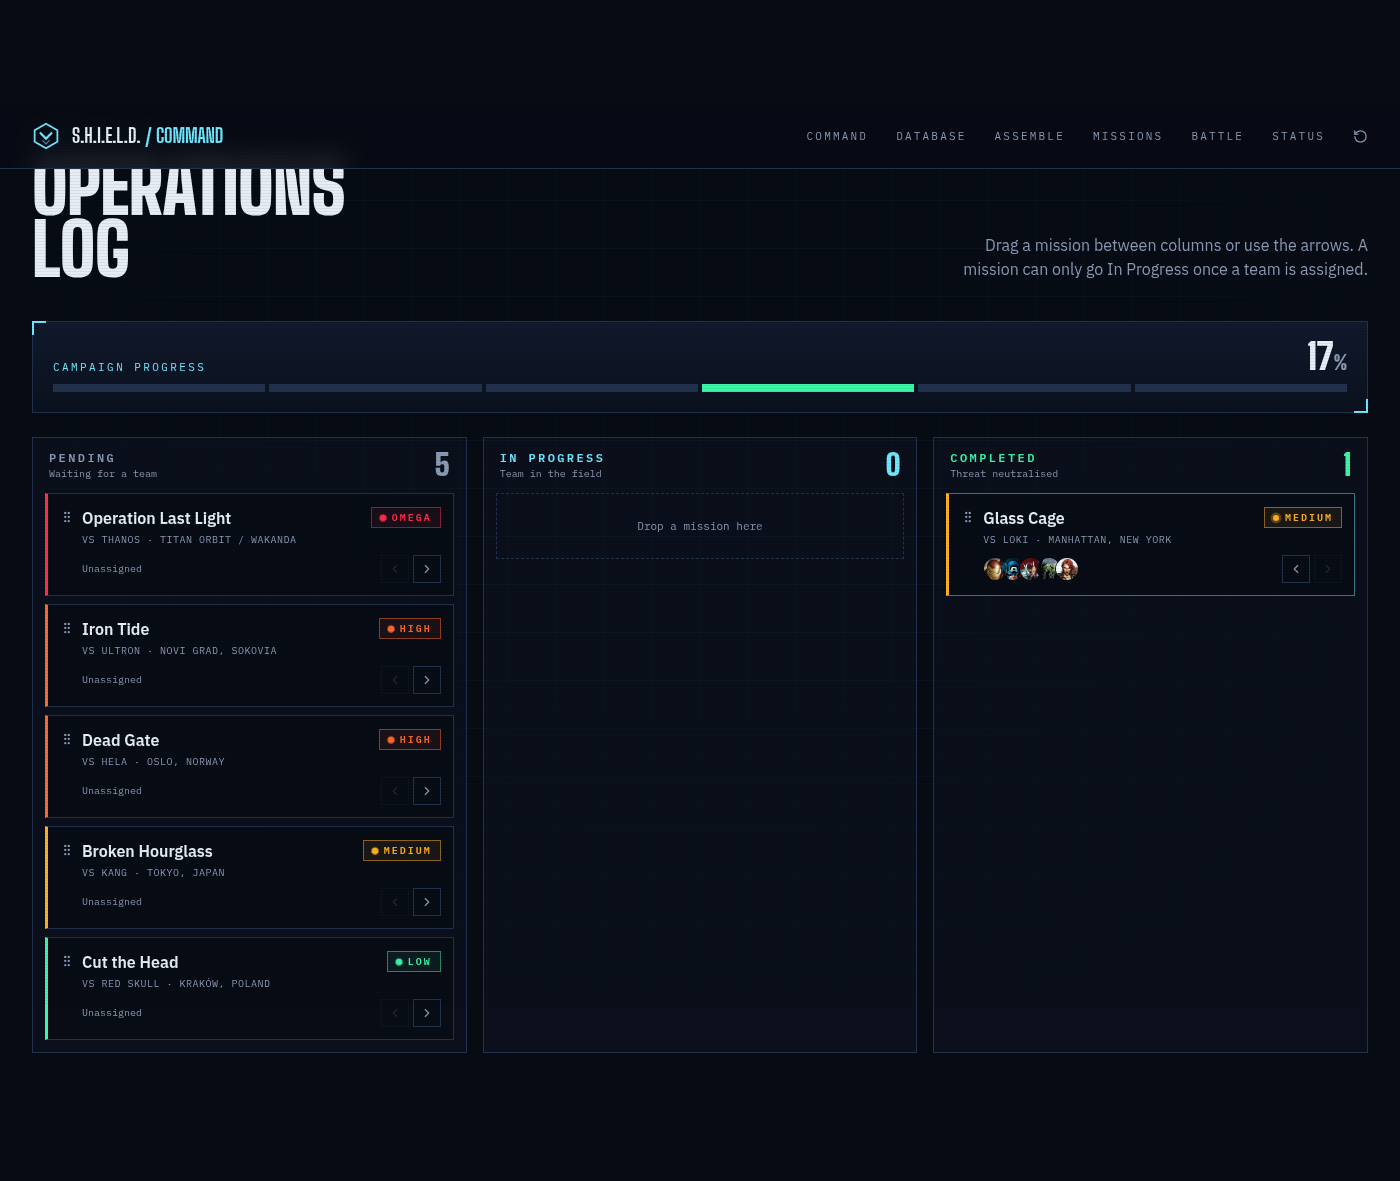 S.H.I.E.L.D. / COMMAND
COMMAND DATABASE ASSEMBLE MISSIONS BATTLE STATUS
OPERATIONS
LOG
Drag a mission between columns or use the arrows. A
mission can only go In Progress once a team is assigned.
CAMPAIGN PROGRESS
17%
PENDING
Waiting for a team
5
Operation Last Light
OMEGA
VS THANOS · TITAN ORBIT / WAKANDA
Unassigned
Iron Tide
HIGH
VS ULTRON · NOVI GRAD, SOKOVIA
Unassigned
Dead Gate
HIGH
VS HELA · OSLO, NORWAY
Unassigned
Broken Hourglass
MEDIUM
VS KANG · TOKYO, JAPAN
Unassigned
Cut the Head
LOW
VS RED SKULL · KRAKÓW, POLAND
Unassigned
IN PROGRESS
Team in the field
0
Drop a mission here
COMPLETED
Threat neutralised
1
Glass Cage
MEDIUM
VS LOKI · MANHATTAN, NEW YORK